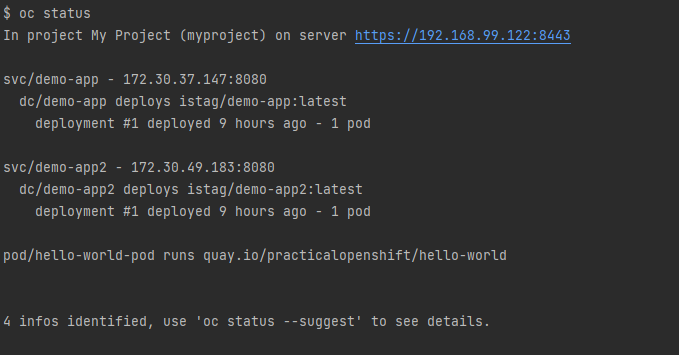 $ oc status
In project My Project (myproject) on server https://192.168.99.122:8443
svc/demo-app - 172.30.37.147:8080
dc/demo-app deploys istag/demo-app:latest
deployment #1 deployed 9 hours ago - 1 pod
svc/demo-app2 - 172.30.49.183:8080
dc/demo-app2 deploys istag/demo-app2:latest
deployment #1 deployed 9 hours ago - 1 pod
pod/hello-world-pod runs quay.io/practicalopenshift/hello-world
4 infos identified, use 'oc status --suggest' to see details.